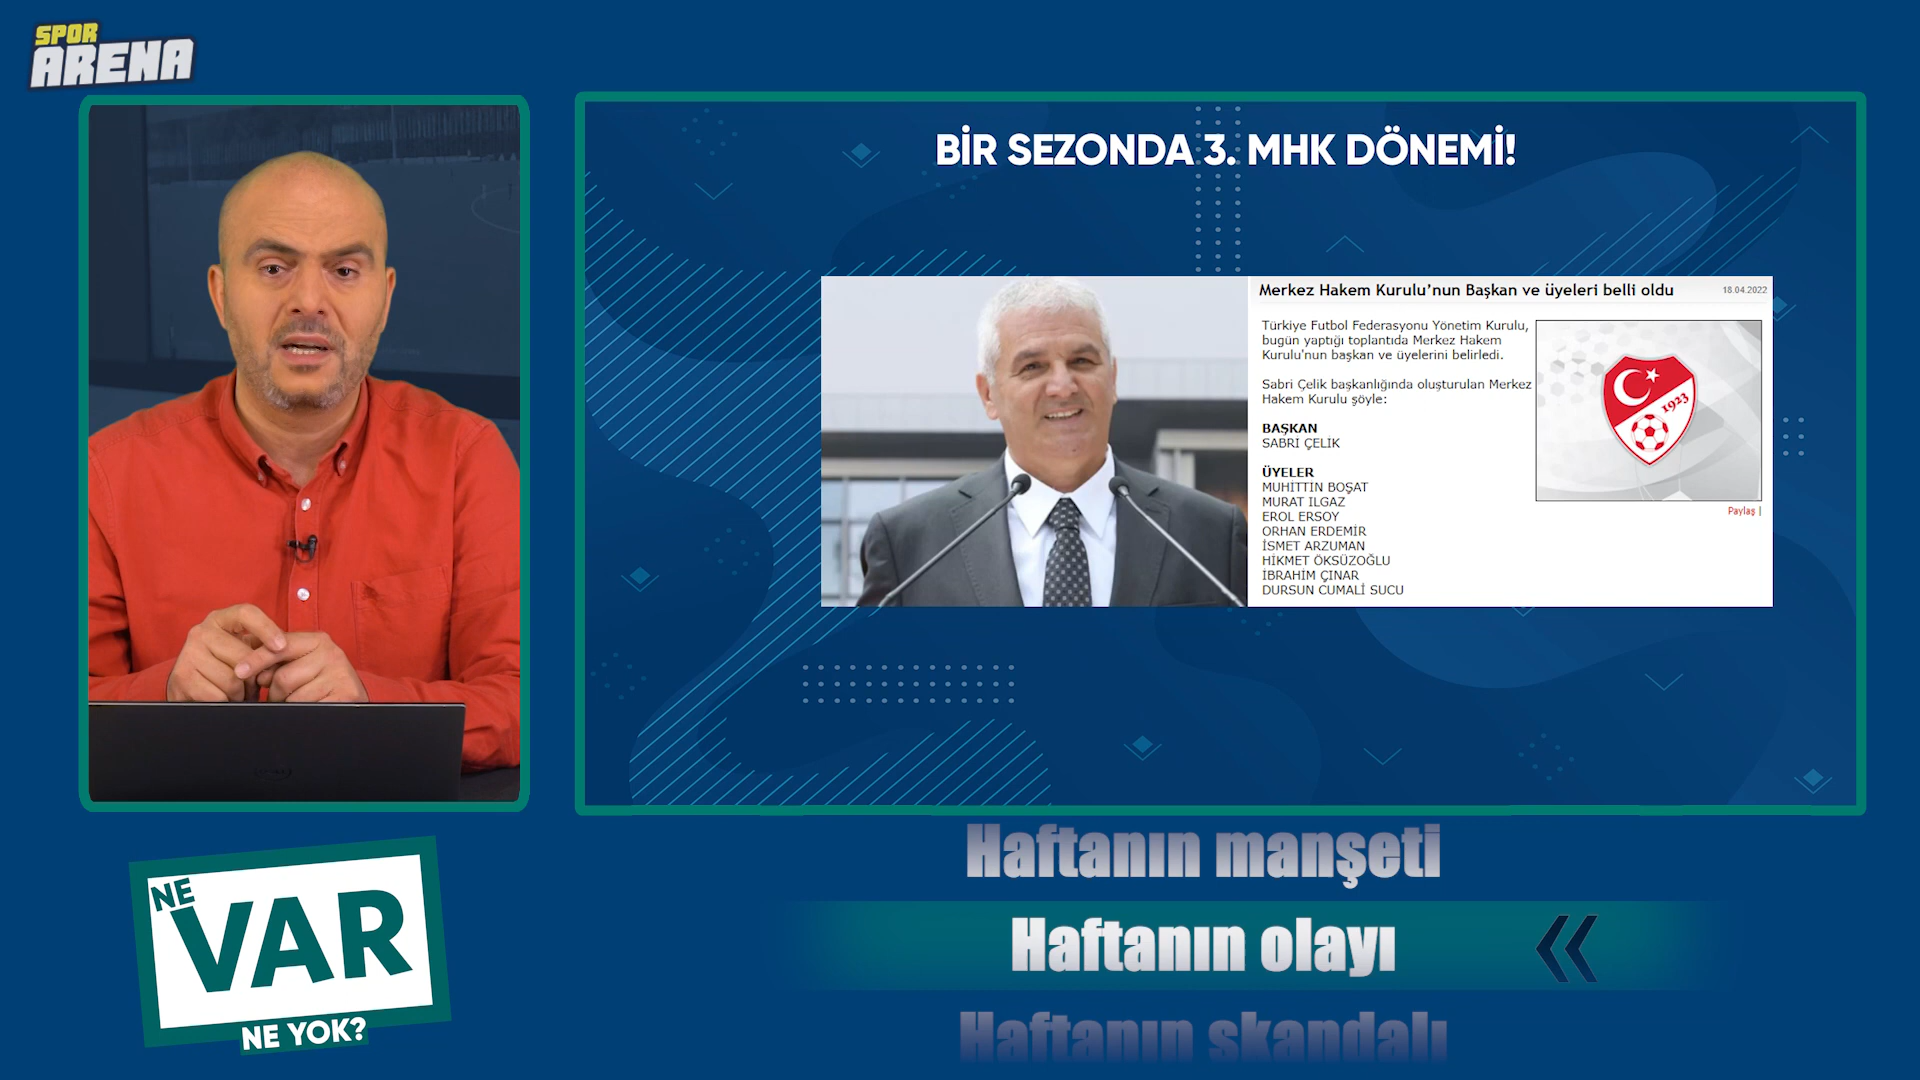 SPOR
ARENA
BİR SEZONDA 3. MHK DÖNEMİ!
Merkez Hakem Kurulu’nun Başkan ve üyeleri belli oldu
18.04.2022
Türkiye Futbol Federasyonu Yönetim Kurulu,
bugün yaptığı toplantıda Merkez Hakem
Kurulu'nun başkan ve üyelerini belirledi.
Sabri Çelik başkanlığında oluşturulan Merkez
Hakem Kurulu şöyle:
BAŞKAN
SABRİ ÇELİK
ÜYELER
MUHİTTİN BOŞAT
MURAT ILGAZ
EROL ERSOY
ORHAN ERDEMİR
İSMET ARZUMAN
HİKMET ÖKSÜZOĞLU
İBRAHİM ÇINAR
DURSUN CUMALİ SUCU
1923
Paylaş |
Haftanın manşeti
Haftanın olayı
Haftanın skandalı
NE
VAR
NE YOK?